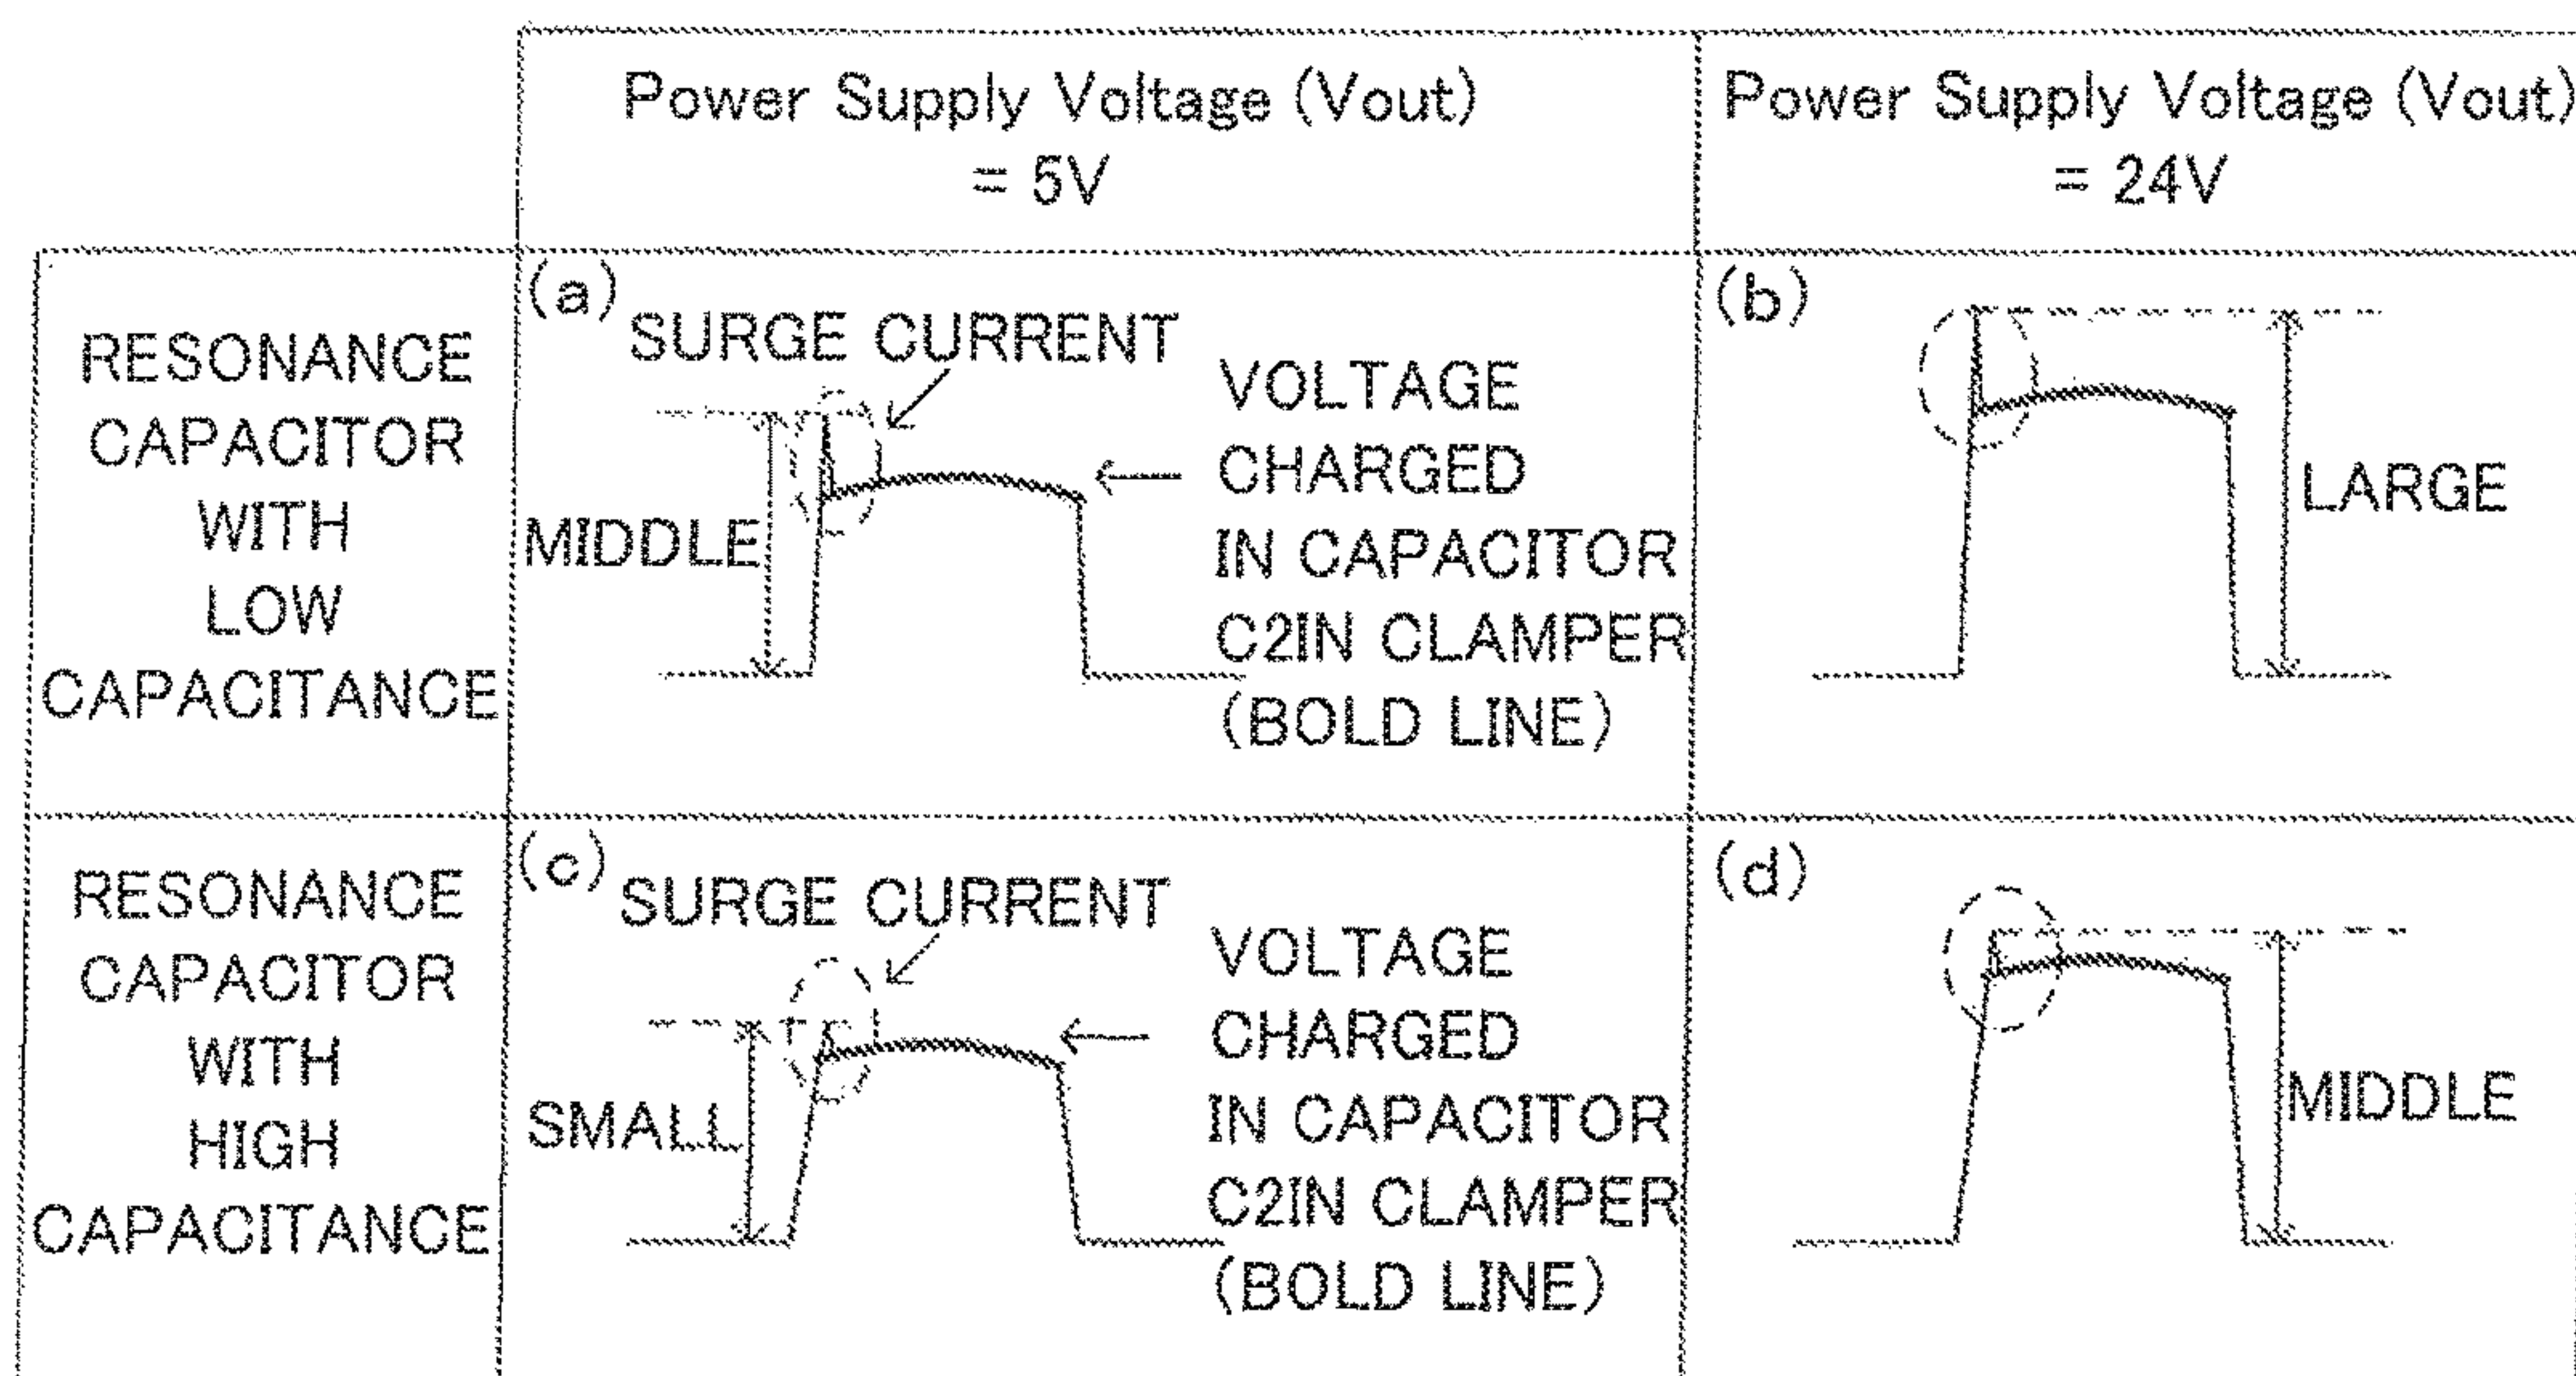 Power Supply Voltage (Vout)
= 5V
Power Supply Voltage (Vout)
= 24V
RESONANCE
CAPACITOR
WITH
LOW
CAPACITANCE
(a)
SURGE CURRENT
MIDDLE
VOLTAGE
CHARGED
IN CAPACITOR
C2IN CLAMPER
(BOLD LINE)
(b)
LARGE
RESONANCE
CAPACITOR
WITH
HIGH
CAPACITANCE
(c)
SURGE CURRENT
SMALL
VOLTAGE
CHARGED
IN CAPACITOR
C2IN CLAMPER
(BOLD LINE)
(d)
MIDDLE